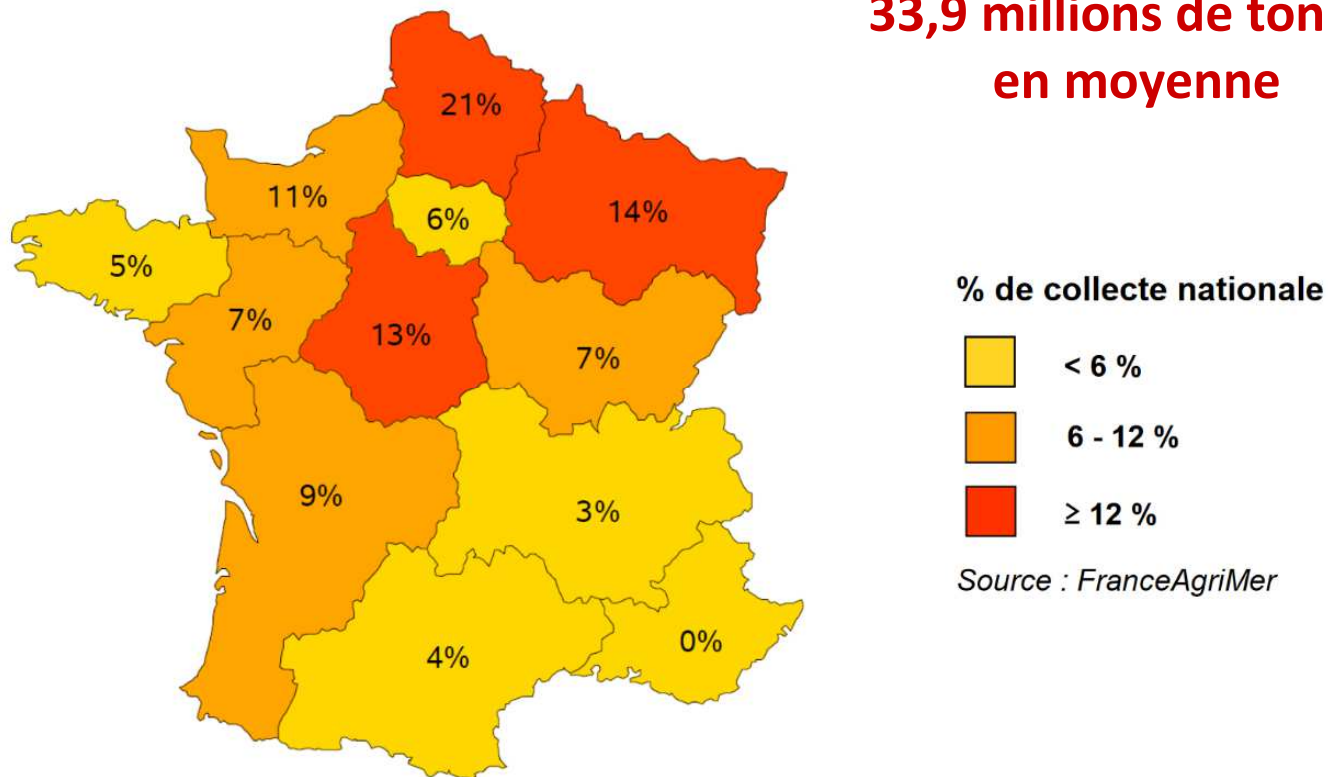 33,9 millions de ton
en moyenne
21%
11%
6%
14%
5%
7%
13%
7%
9%
3%
4%
0%
% de collecte nationale
< 6 %
6 - 12 %
≥ 12 %
Source : FranceAgriMer